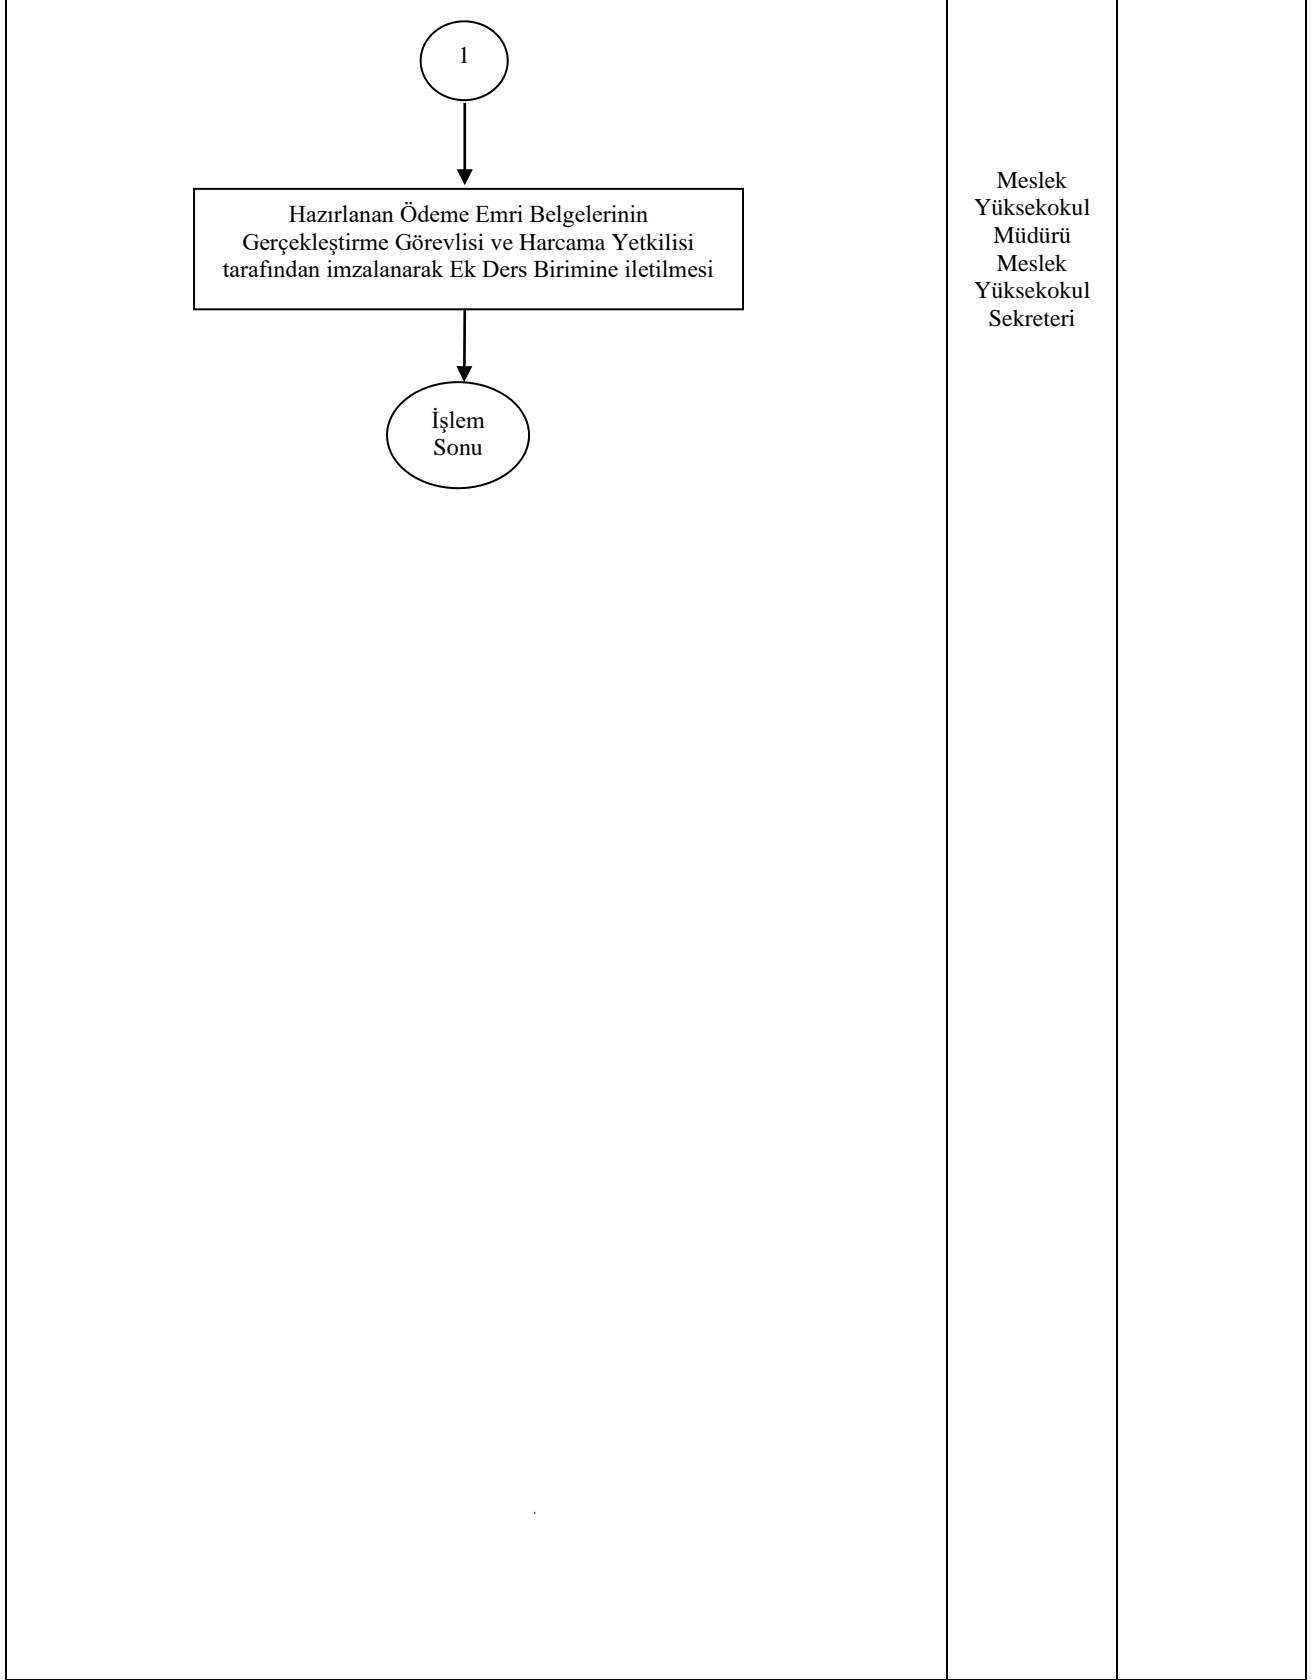 1
Hazırlanan Ödeme Emri Belgelerinin
Gerçekleştirme Görevlisi ve Harcama Yetkilisi
tarafından imzalanarak Ek Ders Birimine iletilmesi
İşlem
Sonu
Meslek
Yüksekokul
Müdürü
Meslek
Yüksekokul
Sekreteri